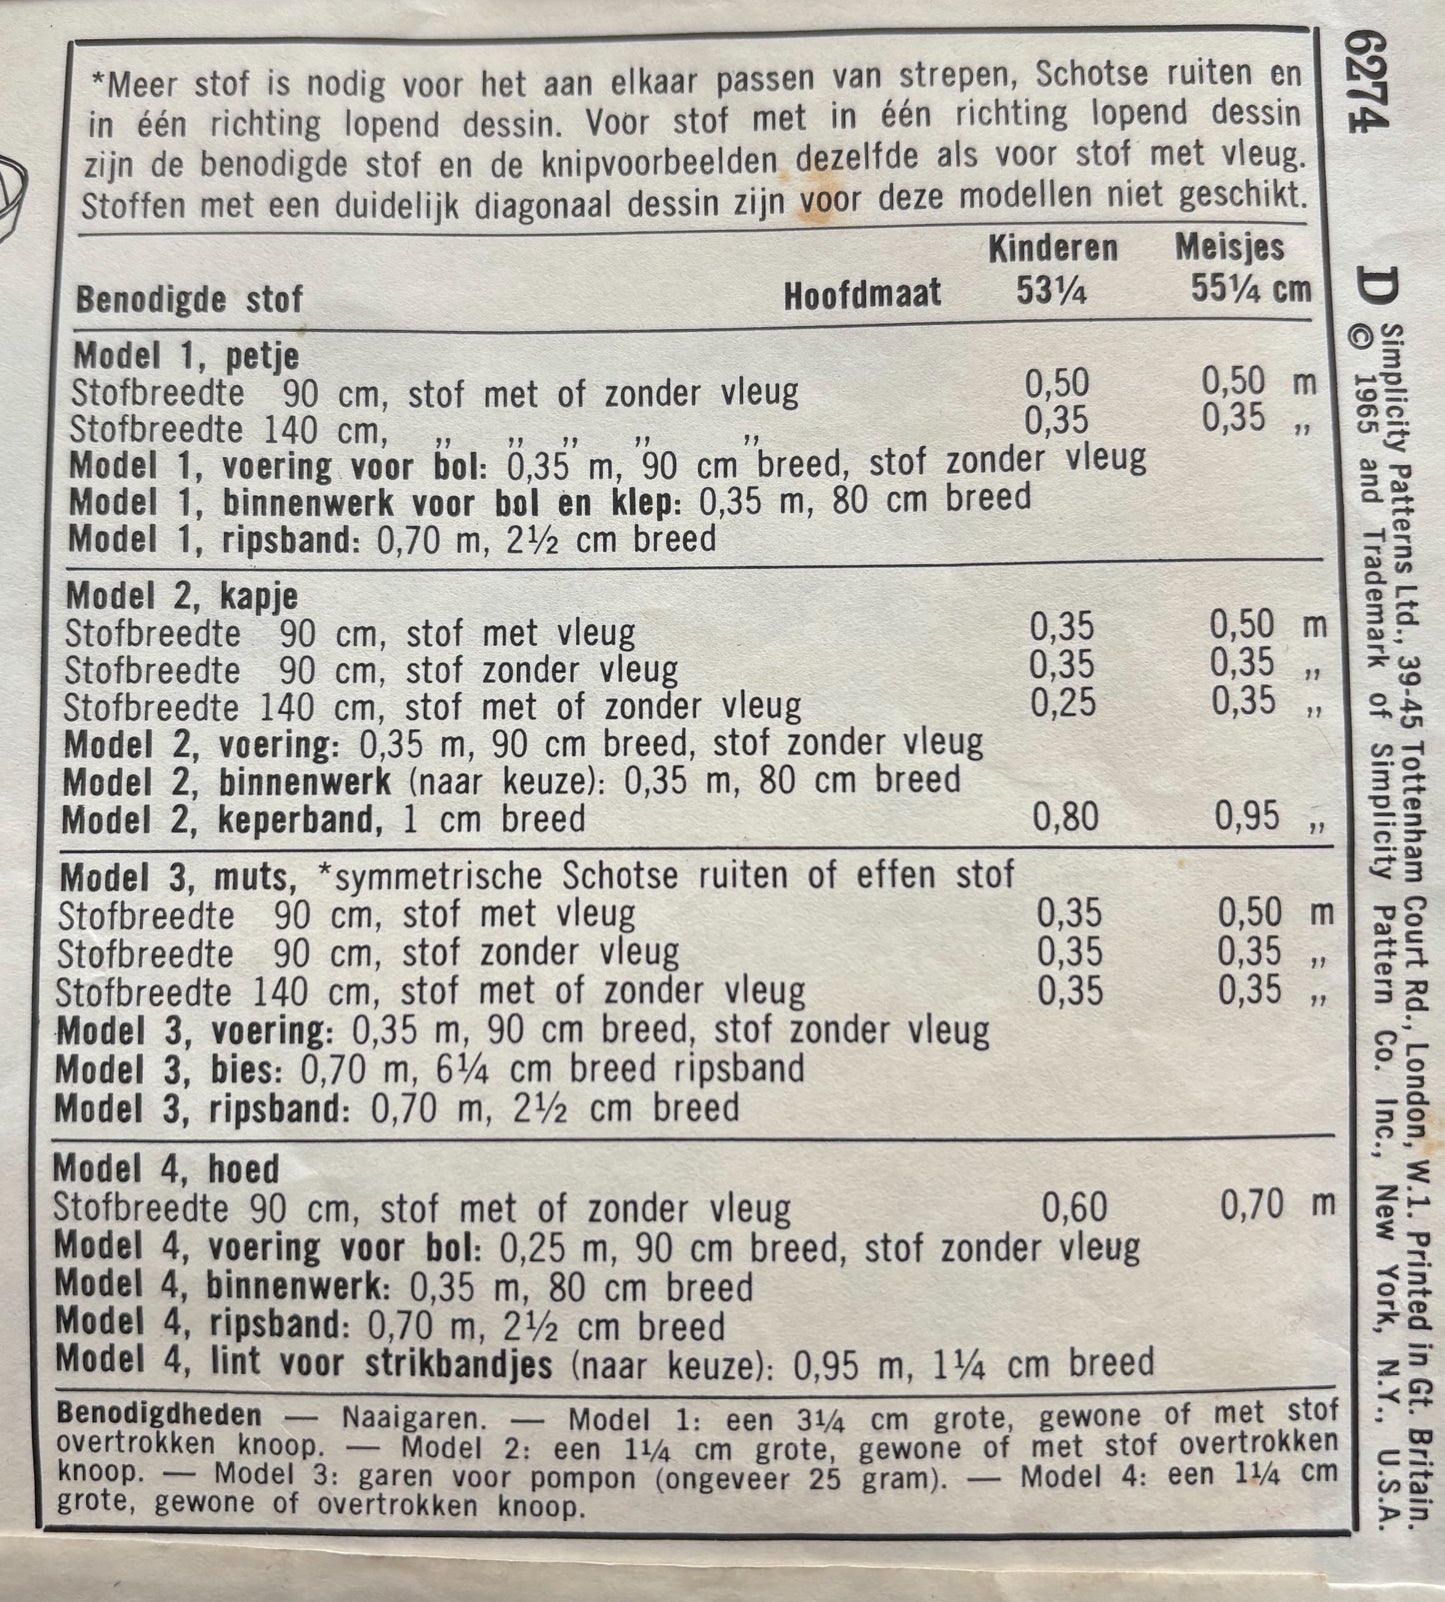 *Meer stof is nodig voor het aan elkaar passen van strepen, Schotse ruiten en
in één richting lopend dessin. Voor stof met in één richting lopend dessin
zijn de benodigde stof en de knipvoorbeelden dezelfde als voor stof met vleug.
Stoffen met een duidelijk diagonaal dessin zijn voor deze modellen niet geschikt.
Kinderen Meisjes
Benodigde stof Hoofdmaat 53¼ 55¼ cm
Model 1, petje
Stofbreedte 90 cm, stof met of zonder vleug 0,50 0,50 m
Stofbreedte 140 cm, ,, ,, ,, ,, ,, 0,35 0,35 ,,
Model 1, voering voor bol: 0,35 m, 90 cm breed, stof zonder vleug
Model 1, binnenwerk voor bol en klep: 0,35 m, 80 cm breed
Model 1, ripsband: 0,70 m, 2½ cm breed
Model 2, kapje
Stofbreedte 90 cm, stof met vleug 0,35 0,50 m
Stofbreedte 90 cm, stof zonder vleug 0,35 0,35 ,,
Stofbreedte 140 cm, stof met of zonder vleug 0,25 0,35 ,,
Model 2, voering: 0,35 m, 90 cm breed, stof zonder vleug
Model 2, binnenwerk (naar keuze): 0,35 m, 80 cm breed
Model 2, keperband, 1 cm breed 0,80 0,95 ,,
Model 3, muts, *symmetrische Schotse ruiten of effen stof
Stofbreedte 90 cm, stof met vleug 0,35 0,50 m
Stofbreedte 90 cm, stof zonder vleug 0,35 0,35 ,,
Stofbreedte 140 cm, stof met of zonder vleug 0,35 0,35 ,,
Model 3, voering: 0,35 m, 90 cm breed, stof zonder vleug
Model 3, bies: 0,70 m, 6¼ cm breed ripsband
Model 3, ripsband: 0,70 m, 2½ cm breed
Model 4, hoed
Stofbreedte 90 cm, stof met of zonder vleug 0,60 0,70 m
Model 4, voering voor bol: 0,25 m, 90 cm breed, stof zonder vleug
Model 4, binnenwerk: 0,35 m, 80 cm breed
Model 4, ripsband: 0,70 m, 2½ cm breed
Model 4, lint voor strikbandjes (naar keuze): 0,95 m, 1¼ cm breed
Benodigdheden — Naaigaren. — Model 1: een 3¼ cm grote, gewone of met stof
overtrokken knoop. — Model 2: een 1¼ cm grote, gewone of met stof overtrokken
knoop. — Model 3: garen voor pompon (ongeveer 25 gram). — Model 4: een 1¼ cm
grote, gewone of overtrokken knoop.
6274 D
Simplicity Patterns Ltd., 39-45 Tottenham Court Rd., London, W.1. Printed in Gt. Britain.
© 1965 and Trademark of Simplicity Pattern Co. Inc., New York, N.Y., U.S.A.